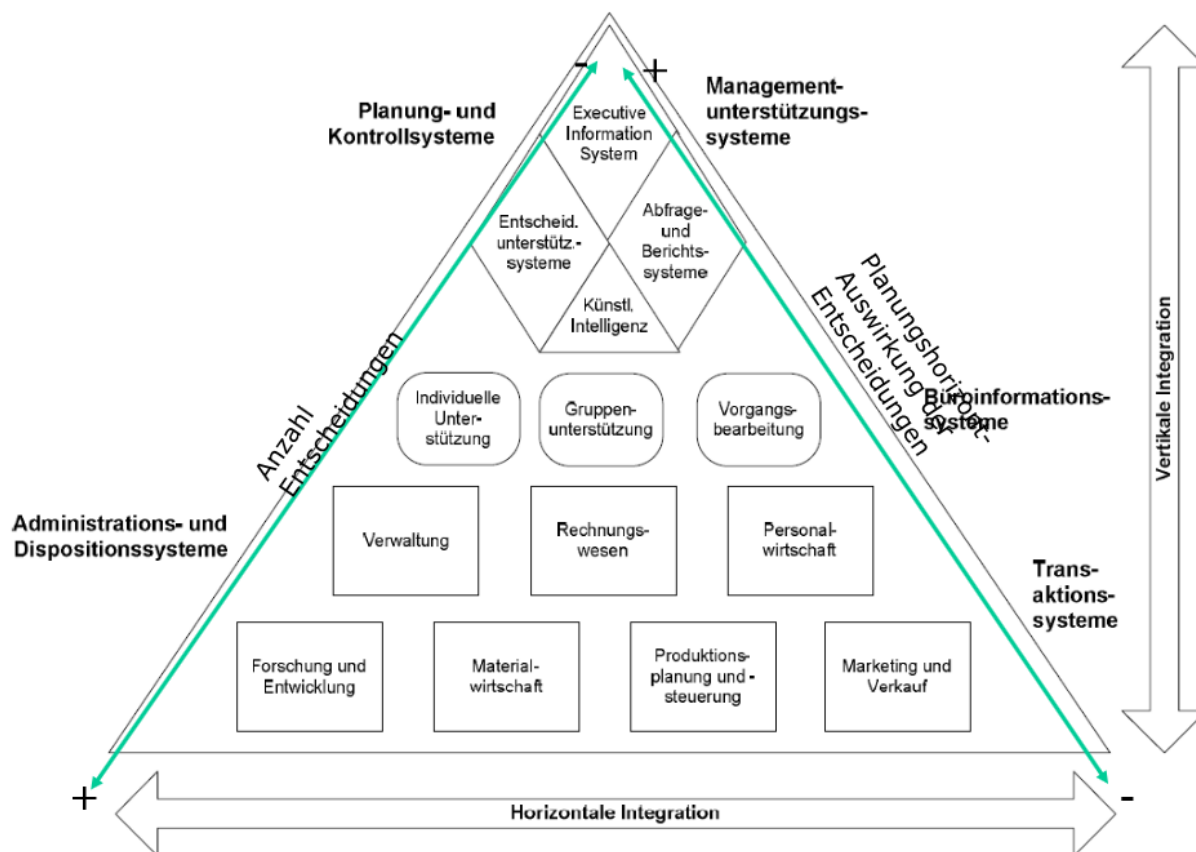 -
+
Management-
unterstützungs-
systeme
Planung- und
Kontrollsysteme
Executive
Information
System
Entscheid.
unterstütz.-
systeme
Abfrage-
und
Berichts-
systeme
Künstl.
Intelligenz
Anzahl
Entscheidungen
Planungshorizont-
Auswirkung der
Entscheidungen
Individuelle
Unter-
stützung
Gruppen-
unterstützung
Vorgangs-
bearbeitung
Büroinformations-
systeme
Vertikale Integration
Administrations- und
Dispositionssysteme
Verwaltung
Rechnungs-
wesen
Personal-
wirtschaft
Trans-
aktions-
systeme
Forschung und
Entwicklung
Material-
wirtschaft
Produktions-
planung und -
steuerung
Marketing und
Verkauf
+
-
Horizontale Integration